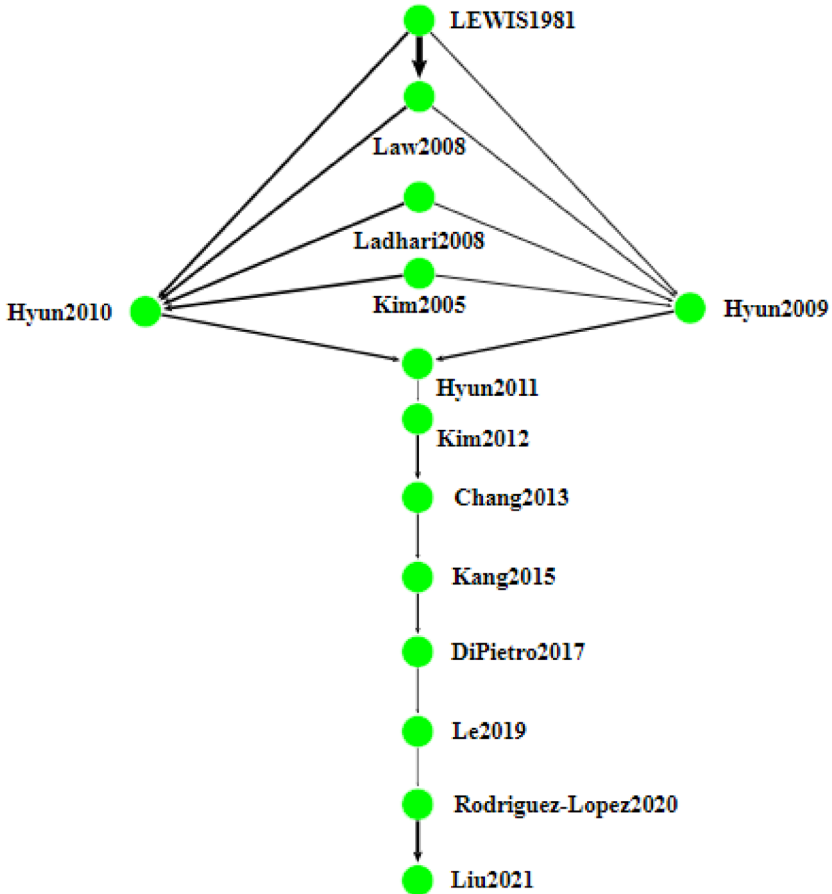 LEWIS1981
Law2008
Ladhari2008
Kim2005
Hyun2010
Hyun2009
Hyun2011
Kim2012
Chang2013
Kang2015
DiPietro2017
Le2019
Rodriguez-Lopez2020
Liu2021